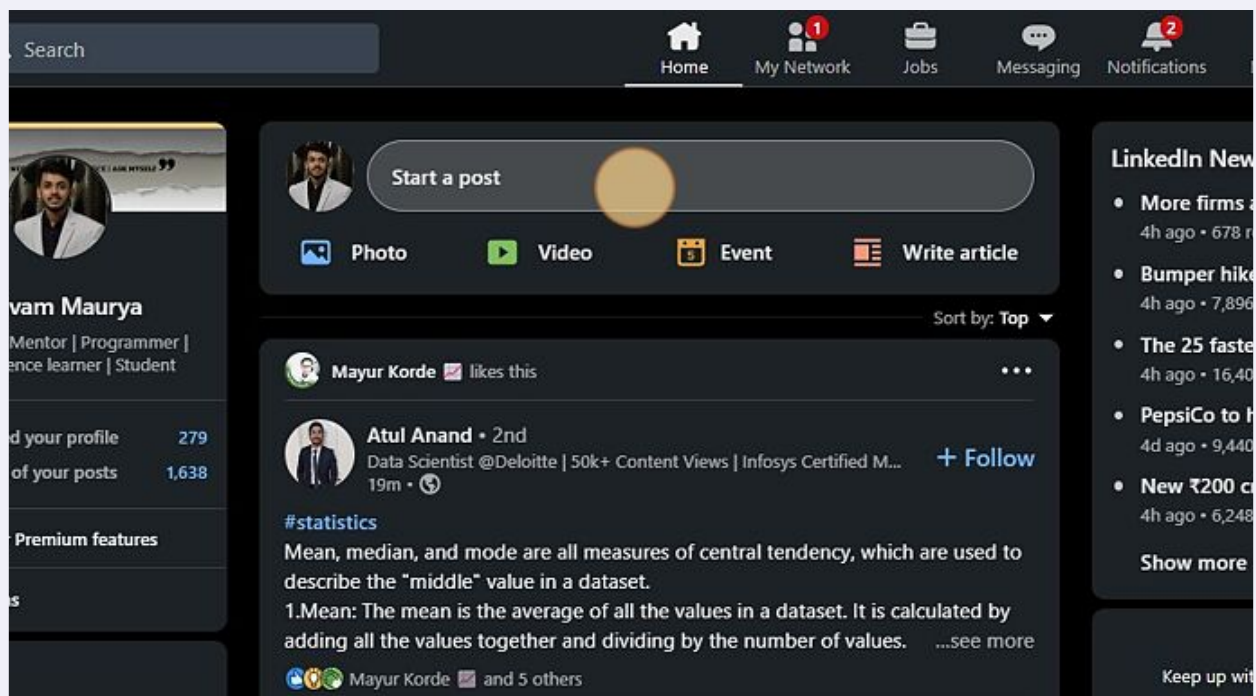 Search
1
2
Home
My Network
Jobs
Messaging
Notifications
Start a post
Photo
Video
5
Event
Write article
Sort by: Top
vam Maurya
Mentor | Programmer |
ence learner | Student
d your profile 279
of your posts 1,638
Premium features
Mayur Korde likes this
Atul Anand • 2nd
Data Scientist @Deloitte | 50k+ Content Views | Infosys Certified M...
19m •
+ Follow
#statistics
Mean, median, and mode are all measures of central tendency, which are used to
describe the "middle" value in a dataset.
1.Mean: The mean is the average of all the values in a dataset. It is calculated by
adding all the values together and dividing by the number of values. ...see more
Mayur Korde and 5 others
LinkedIn New
• More firms
4h ago • 678
• Bumper hike
4h ago • 7,896
• The 25 faste
4h ago • 16,40
• PepsiCo to
4d ago • 9,440
• New ₹200
4h ago • 6,248
Show more
Keep up wit